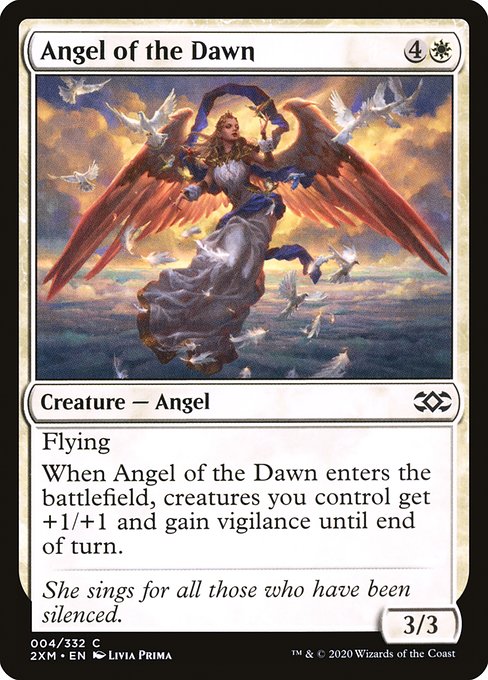 Angel of the Dawn 4
Creature — Angel
Flying
When Angel of the Dawn enters the
battlefield, creatures you control get
+1/+1 and gain vigilance until end
of turn.
She sings for all those who have been
silenced.
3/3
004/332 C
2XM • EN Livia Prima
™ & © 2020 Wizards of the Coast